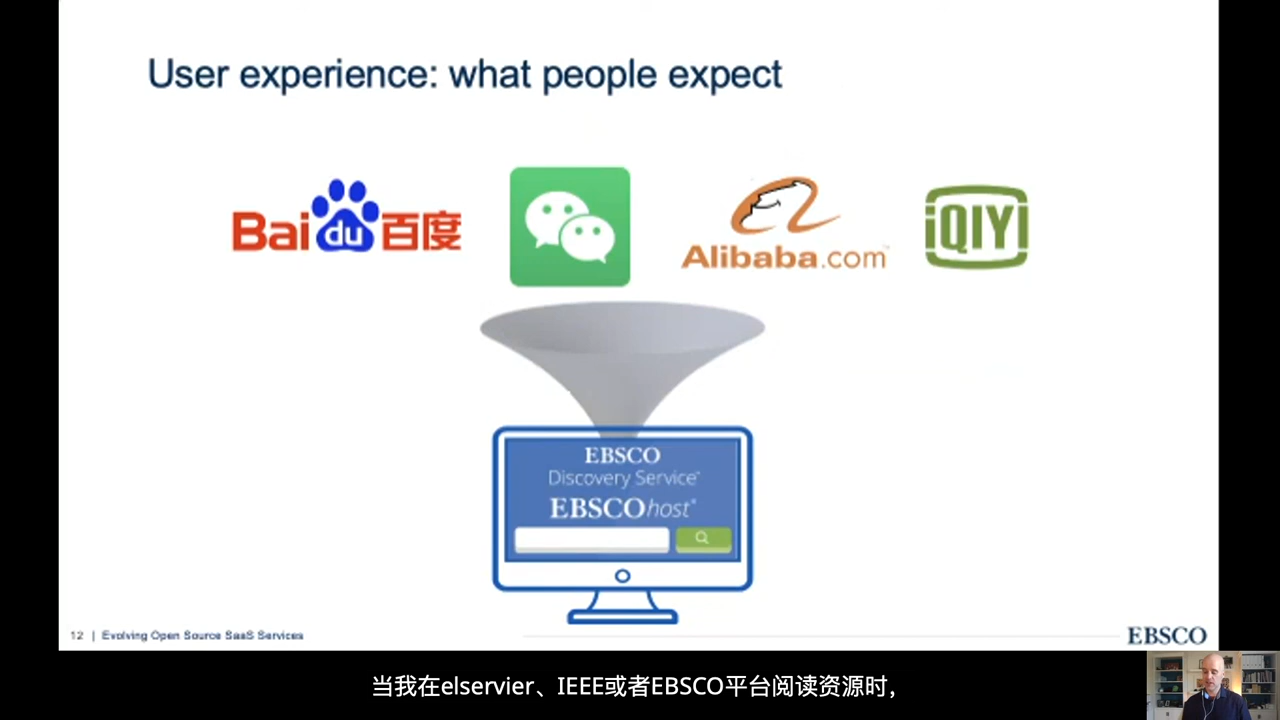 User experience: what people expect
Baidu百度
Alibaba.com
iQIYI
EBSCO
Discovery Service™
EBSCOhost®
12 | Evolving Open Source SaaS Services
EBSCO
当我在elservier、IEEE或者EBSCO平台阅读资源时,